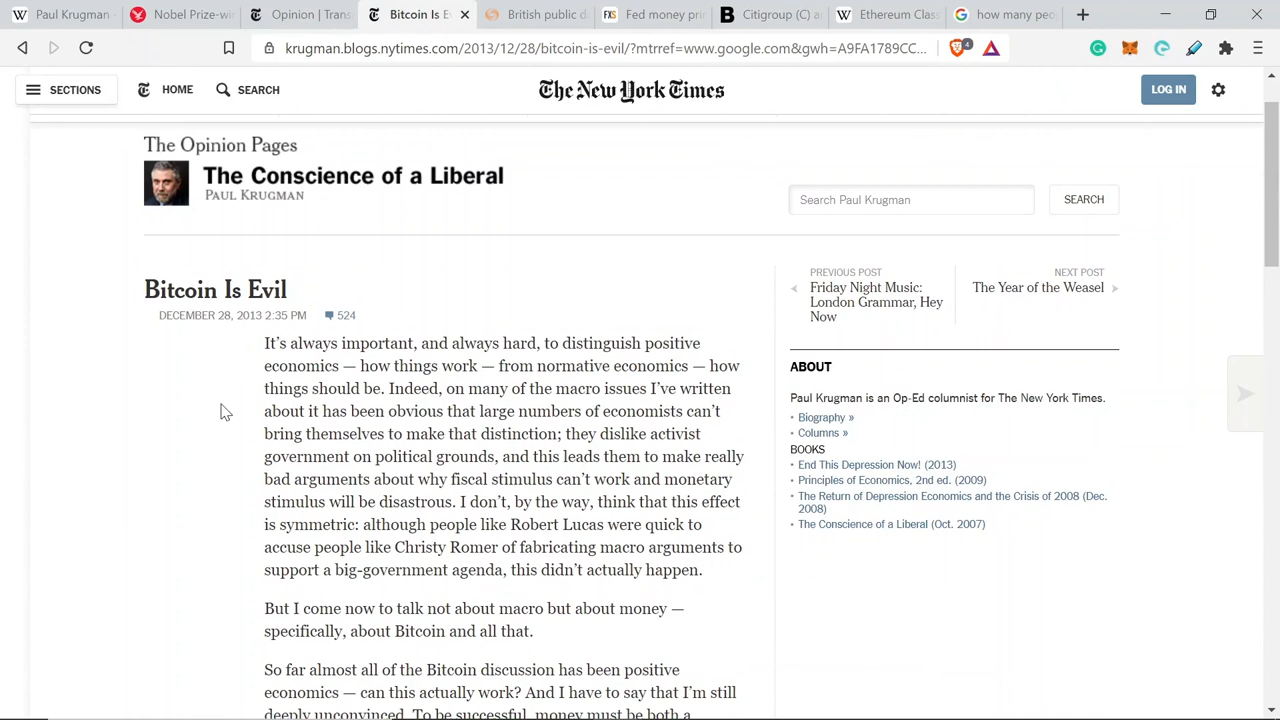 Paul Krugman -
Nobel Prize-wi
Opinion | Trans
Bitcoin Is E
British public d
Fed money pri
Citigroup (C) a
Ethereum Class
how many peo
krugman.blogs.nytimes.com/2013/12/28/bitcoin-is-evil/?mtrref=www.google.com&gwh=A9FA1789CC...
4
SECTIONS
HOME
SEARCH
The New York Times
LOG IN
The Opinion Pages
The Conscience of a Liberal
PAUL KRUGMAN
Search Paul Krugman
SEARCH
Bitcoin Is Evil
DECEMBER 28, 2013 2:35 PM
524
It's always important, and always hard, to distinguish positive
economics — how things work — from normative economics — how
things should be. Indeed, on many of the macro issues I've written
about it has been obvious that large numbers of economists can't
bring themselves to make that distinction; they dislike activist
government on political grounds, and this leads them to make really
bad arguments about why fiscal stimulus can't work and monetary
stimulus will be disastrous. I don't, by the way, think that this effect
is symmetric: although people like Robert Lucas were quick to
accuse people like Christy Romer of fabricating macro arguments to
support a big-government agenda, this didn't actually happen.
But I come now to talk not about macro but about money —
specifically, about Bitcoin and all that.
So far almost all of the Bitcoin discussion has been positive
economics — can this actually work? And I have to say that I'm still
deeply unconvinced. To be successful, money must be both a
PREVIOUS POST
Friday Night Music:
London Grammar, Hey
Now
NEXT POST
The Year of the Weasel
ABOUT
Paul Krugman is an Op-Ed columnist for The New York Times.
• Biography »
• Columns »
BOOKS
• End This Depression Now! (2013)
• Principles of Economics, 2nd ed. (2009)
• The Return of Depression Economics and the Crisis of 2008 (Dec.
2008)
• The Conscience of a Liberal (Oct. 2007)